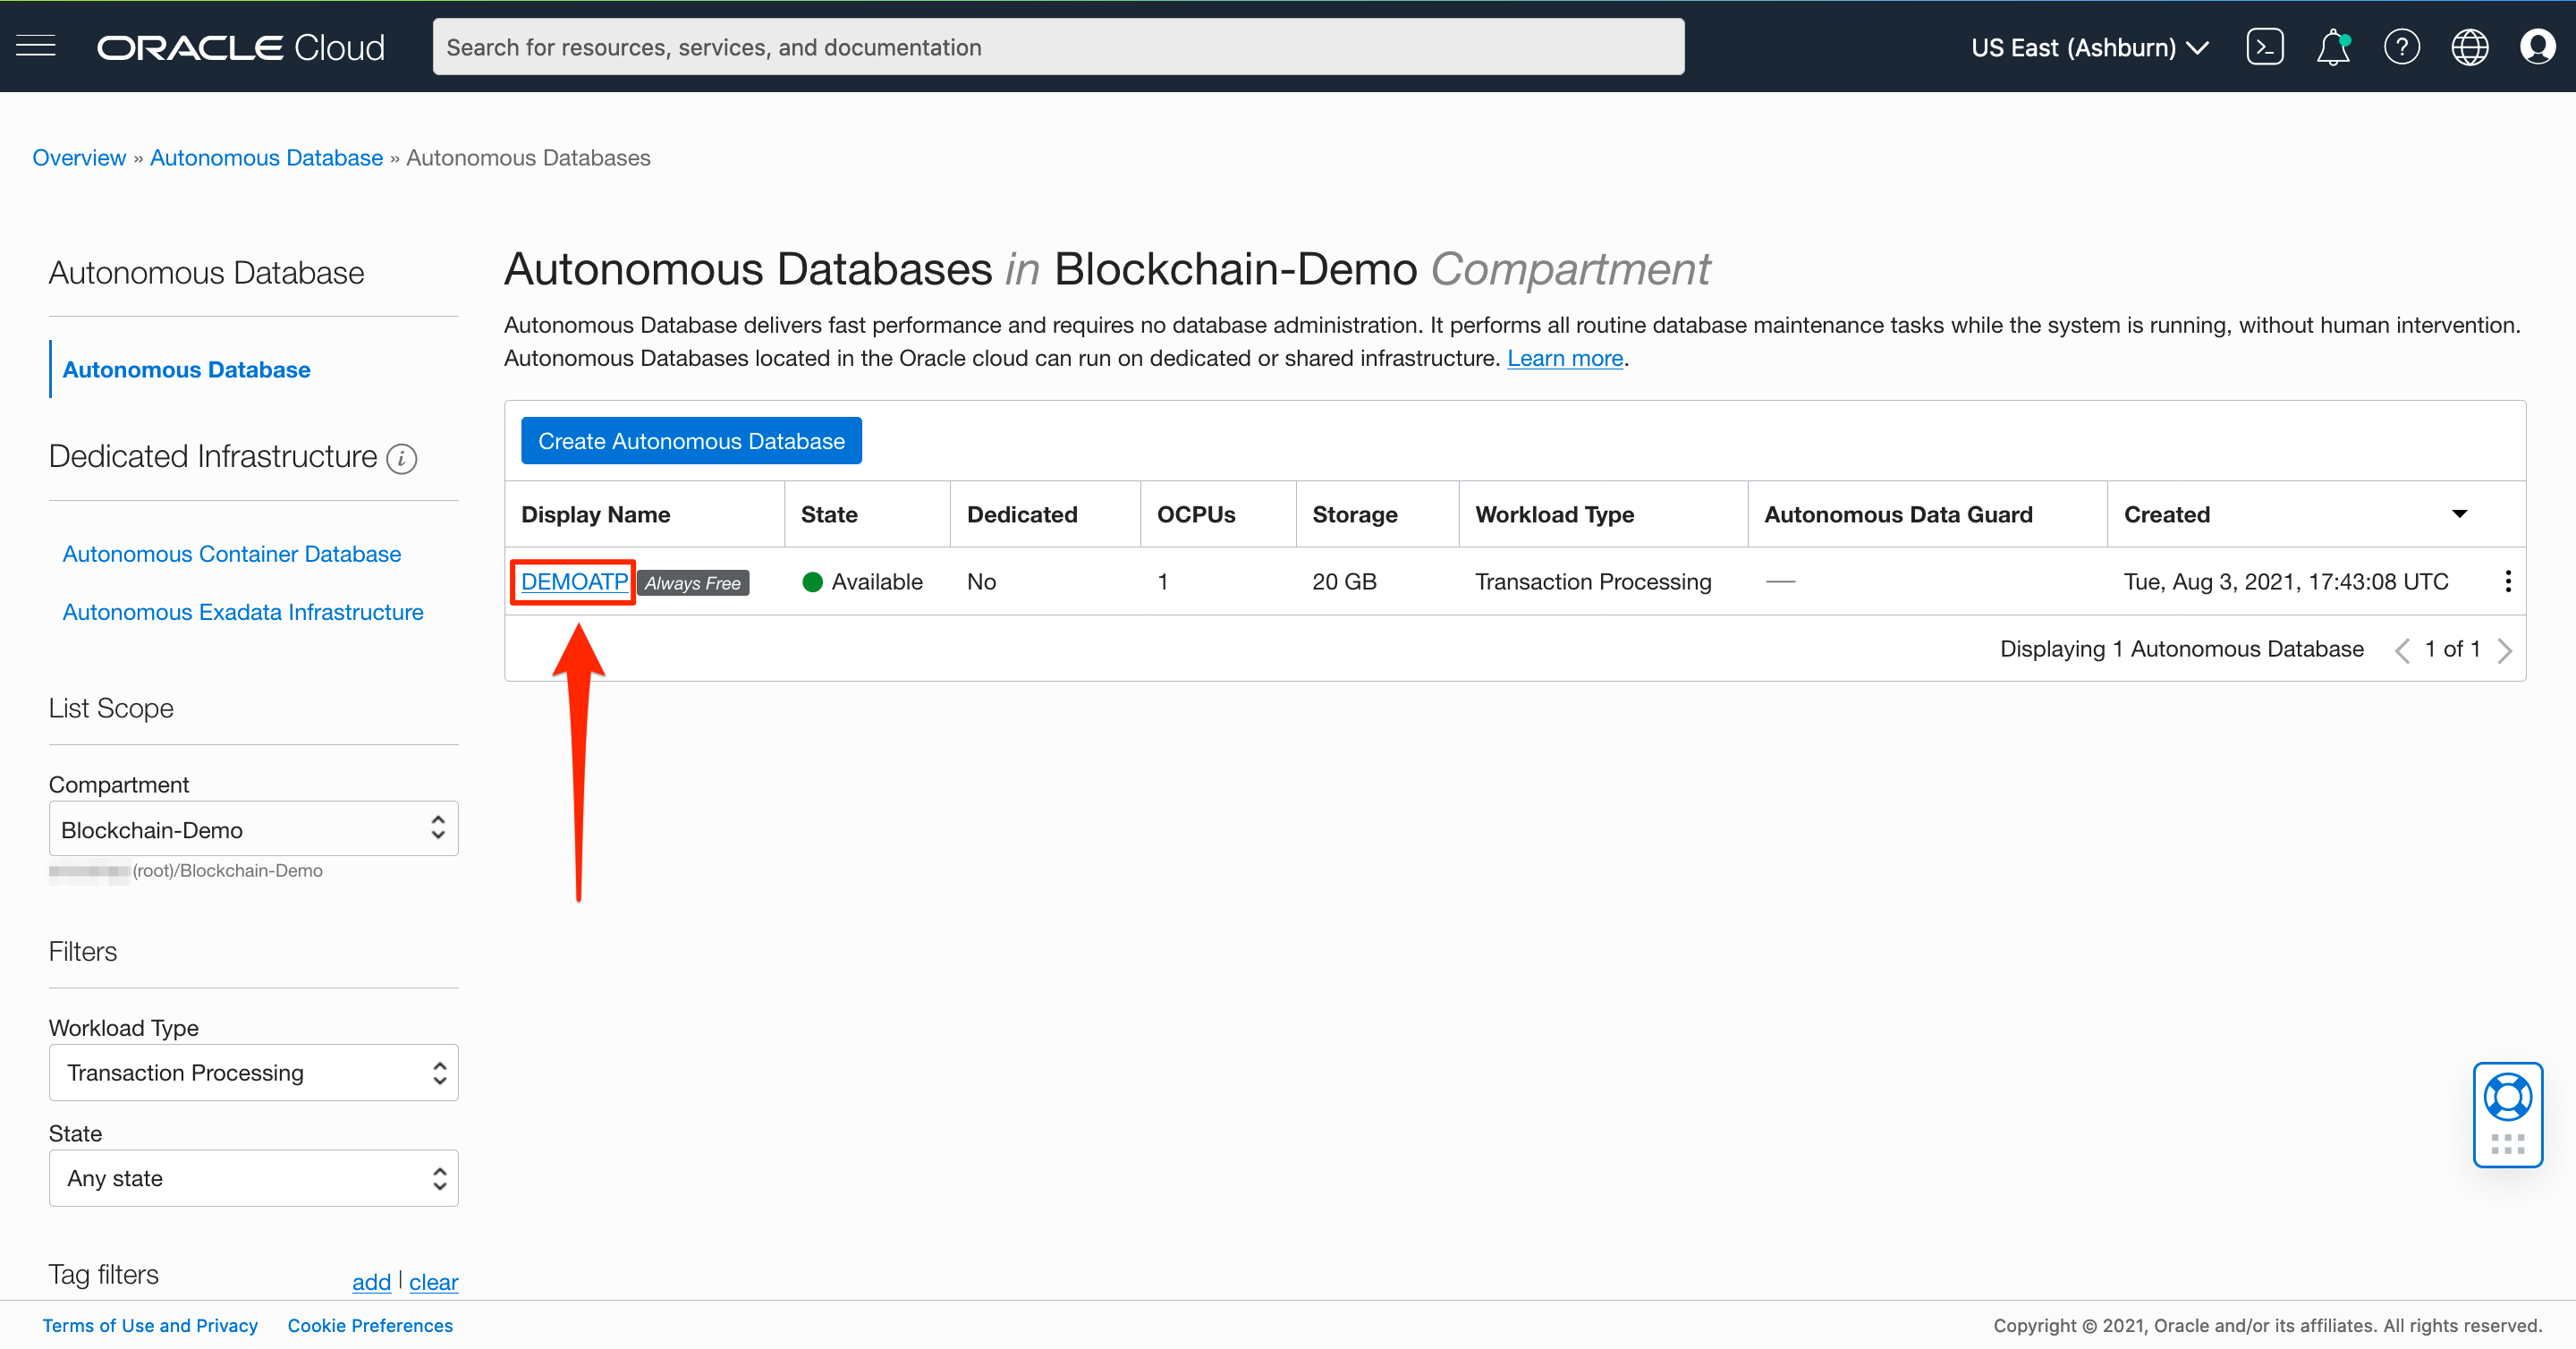 ORACLE Cloud
Search for resources, services, and documentation
US East (Ashburn)
Overview » Autonomous Database » Autonomous Databases
Autonomous Database
Autonomous Database
Dedicated Infrastructure i
Autonomous Container Database
Autonomous Exadata Infrastructure
List Scope
Compartment
Blockchain-Demo
(root)/Blockchain-Demo
Filters
Workload Type
Transaction Processing
State
Any state
Tag filters add | clear
Autonomous Databases in Blockchain-Demo Compartment
Autonomous Database delivers fast performance and requires no database administration. It performs all routine database maintenance tasks while the system is running, without human intervention.
Autonomous Databases located in the Oracle cloud can run on dedicated or shared infrastructure. Learn more.
Create Autonomous Database
Display Name State Dedicated OCPUs Storage Workload Type Autonomous Data Guard Created
DEMOATP Always Free Available No 1 20 GB Transaction Processing — Tue, Aug 3, 2021, 17:43:08 UTC
Displaying 1 Autonomous Database < 1 of 1 >
Terms of Use and Privacy Cookie Preferences
Copyright © 2021, Oracle and/or its affiliates. All rights reserved.